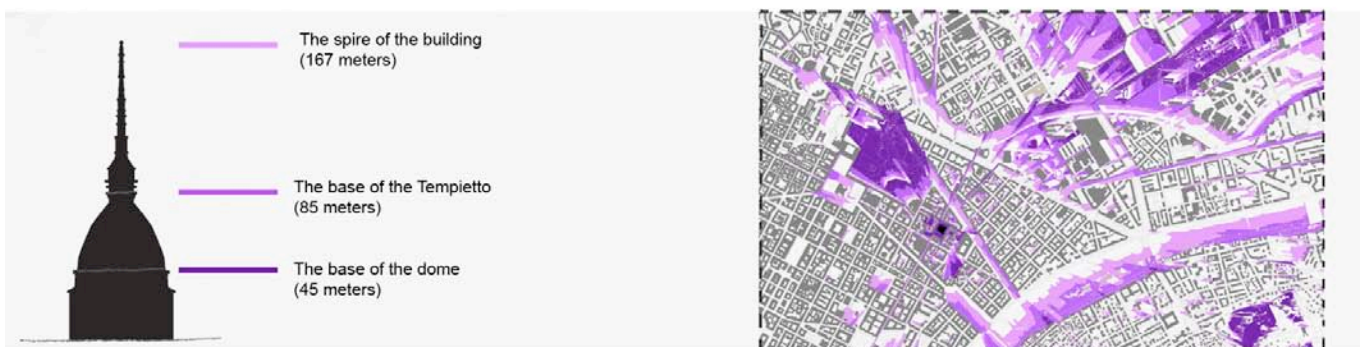 The spire of the building
(167 meters)
The base of the Tempietto
(85 meters)
The base of the dome
(45 meters)